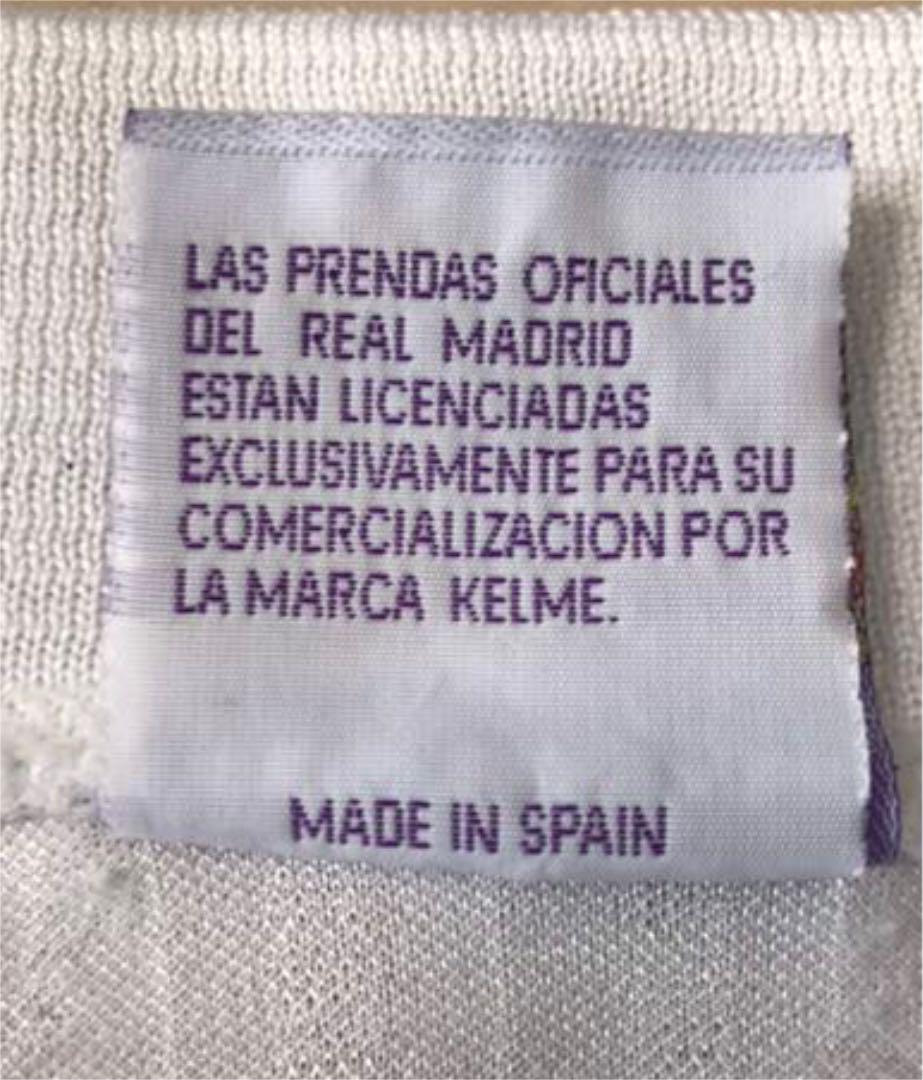 LAS PRENDAS OFICIALES
DEL REAL MADRID
ESTAN LICENCIADAS
EXCLUSIVAMENTE PARA SU
COMERCIALIZACION POR
LA MARCA KELME.
MADE IN SPAIN